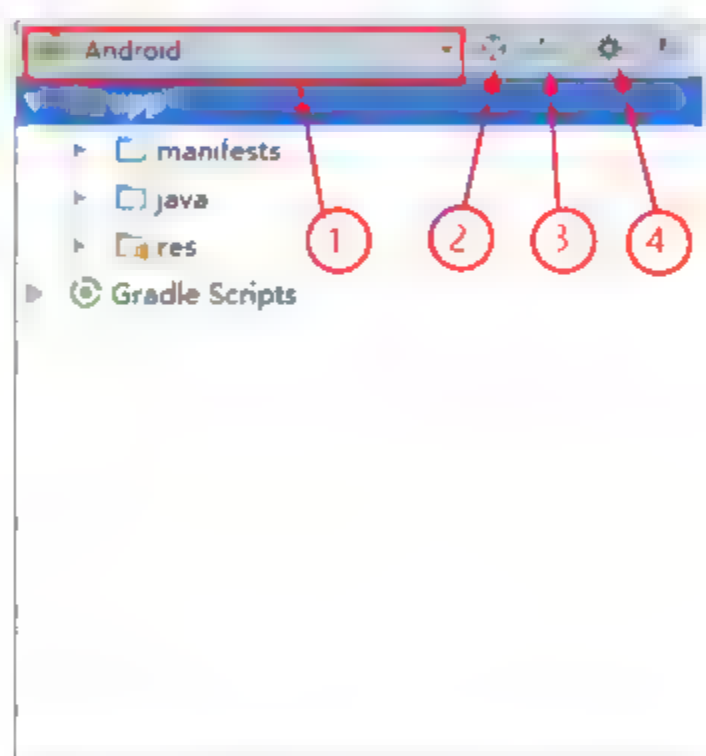 Android
manifests
java
res
1 2 3 4
Gradle Scripts